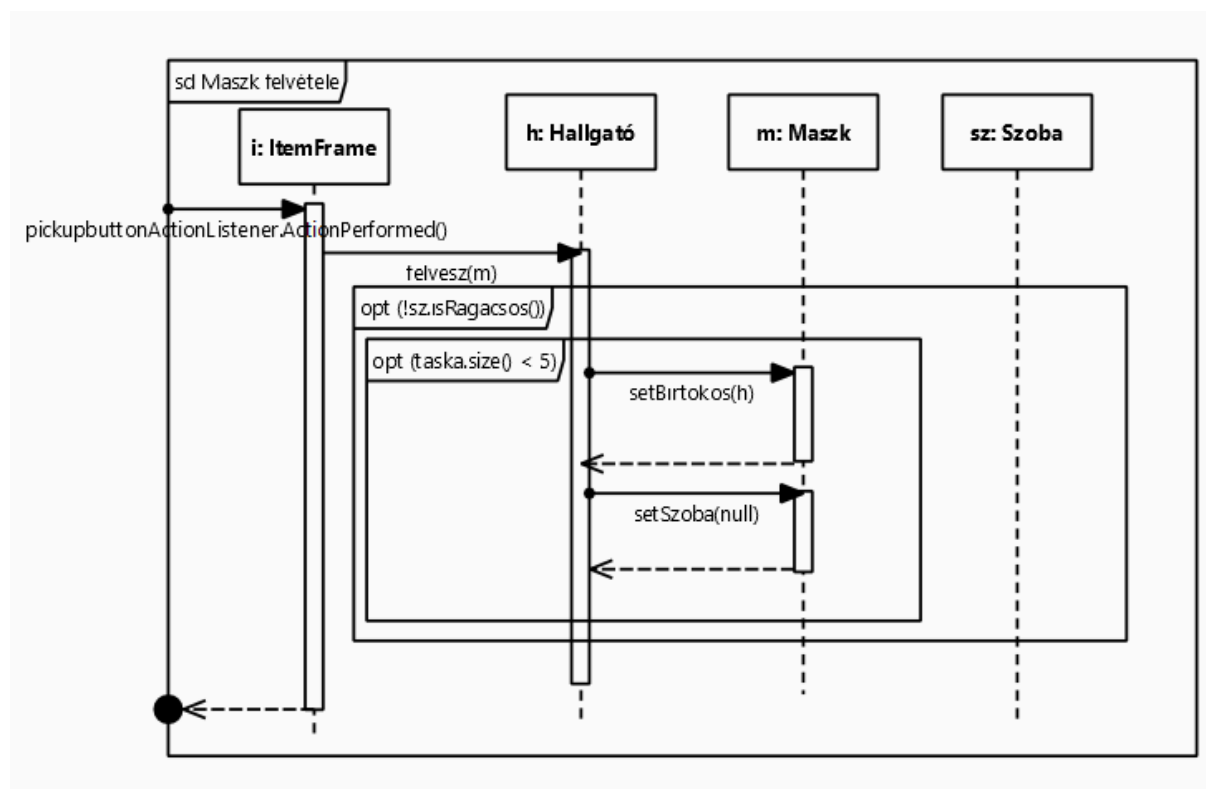 sd Maszk felvétele
i: ItemFrame
h: Hallgató
m: Maszk
sz: Szoba
pickupbuttonActionListener.ActionPerformed()
felvesz(m)
opt (!sz.isRagacsos())
opt (taska.size() < 5)
setBirtokos(h)
setSzoba(null)